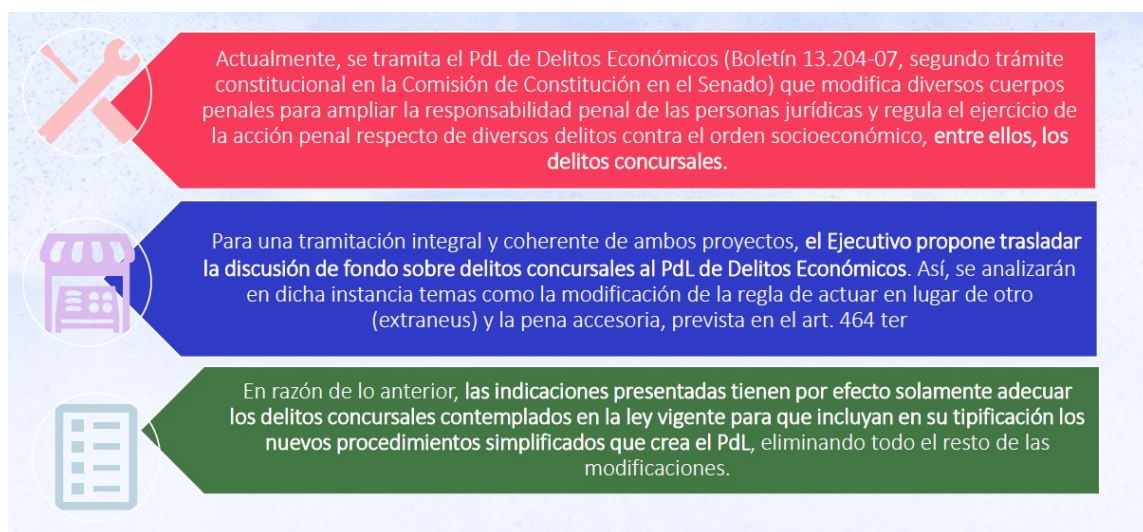 Actualmente, se tramita el PdL de Delitos Económicos (Boletín 13.204-07, segundo trámite
constitucional en la Comisión de Constitución en el Senado) que modifica diversos cuerpos
penales para ampliar la responsabilidad penal de las personas jurídicas y regula el ejercicio de
la acción penal respecto de diversos delitos contra el orden socioeconómico, entre ellos, los
delitos concursales.
Para una tramitación integral y coherente de ambos proyectos, el Ejecutivo propone trasladar
la discusión de fondo sobre delitos concursales al PdL de Delitos Económicos. Así, se analizarán
en dicha instancia temas como la modificación de la regla de actuar en lugar de otro
(extraneus) y la pena accesoria, prevista en el art. 464 ter
En razón de lo anterior, las indicaciones presentadas tienen por efecto solamente adecuar
los delitos concursales contemplados en la ley vigente para que incluyan en su tipificación los
nuevos procedimientos simplificados que crea el PdL, eliminando todo el resto de las
modificaciones.